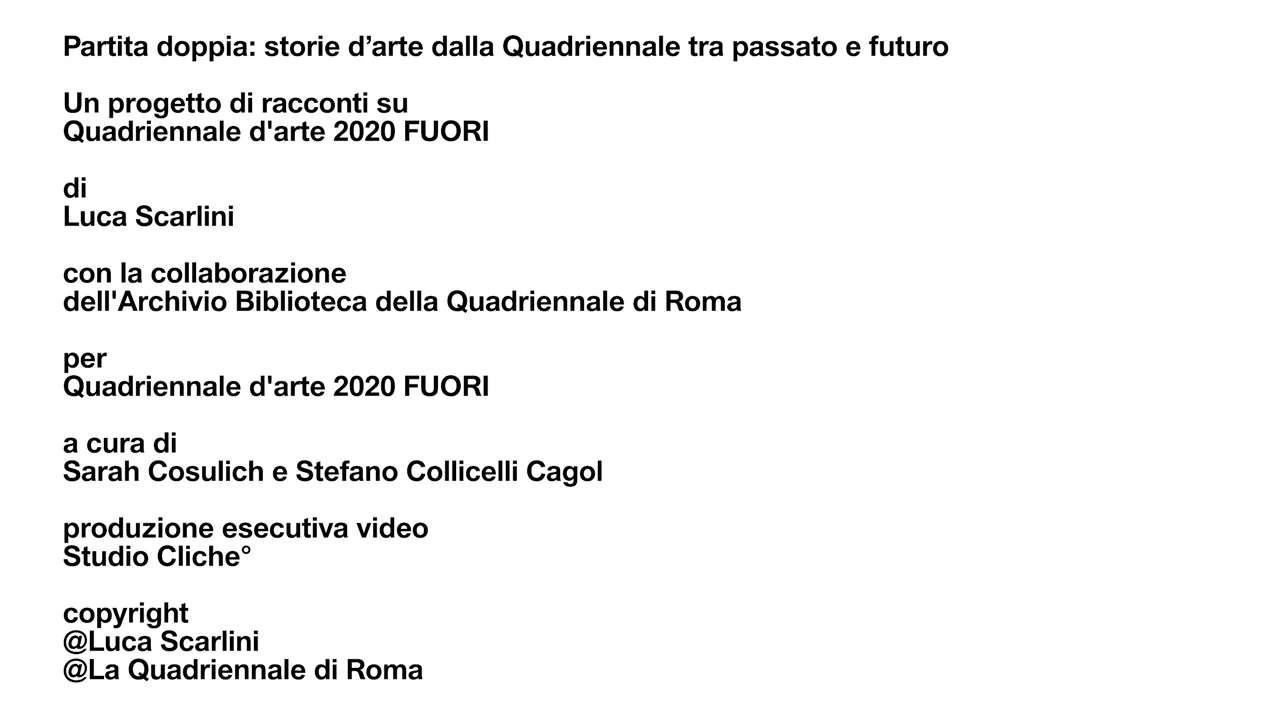 Partita doppia: storie d’arte dalla Quadriennale tra passato e futuro
Un progetto di racconti su
Quadriennale d'arte 2020 FUORI
di
Luca Scarlini
con la collaborazione
dell'Archivio Biblioteca della Quadriennale di Roma
per
Quadriennale d'arte 2020 FUORI
a cura di
Sarah Cosulich e Stefano Collicelli Cagol
produzione esecutiva video
Studio Cliche°
copyright
@Luca Scarlini
@La Quadriennale di Roma